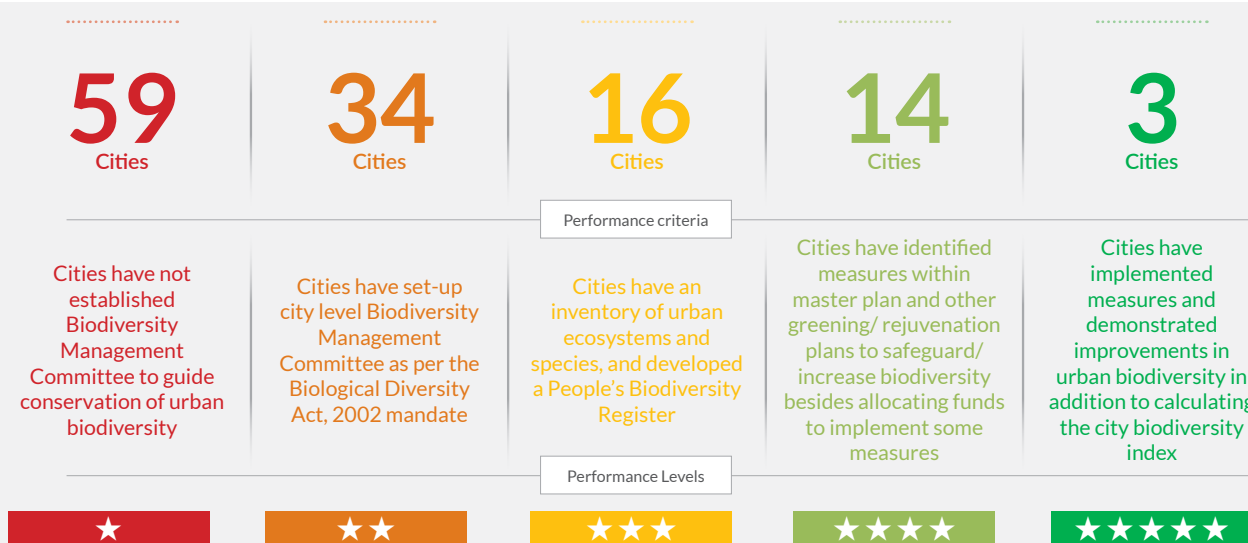 59
Cities
34
Cities
16
Cities
14
Cities
3
Cities
Performance criteria
Cities have not
established
Biodiversity
Management
Committee to guide
conservation of urban
biodiversity
Cities have set-up
city level Biodiversity
Management
Committee as per the
Biological Diversity
Act, 2002 mandate
Cities have an
inventory of urban
ecosystems and
species, and developed
a People's Biodiversity
Register
Cities have identified
measures within
master plan and other
greening/ rejuvenation
plans to safeguard/
increase biodiversity
besides allocating funds
to implement some
measures
Cities have
implemented
measures and
demonstrated
improvements in
urban biodiversity in
addition to calculating
the city biodiversity
index
Performance Levels